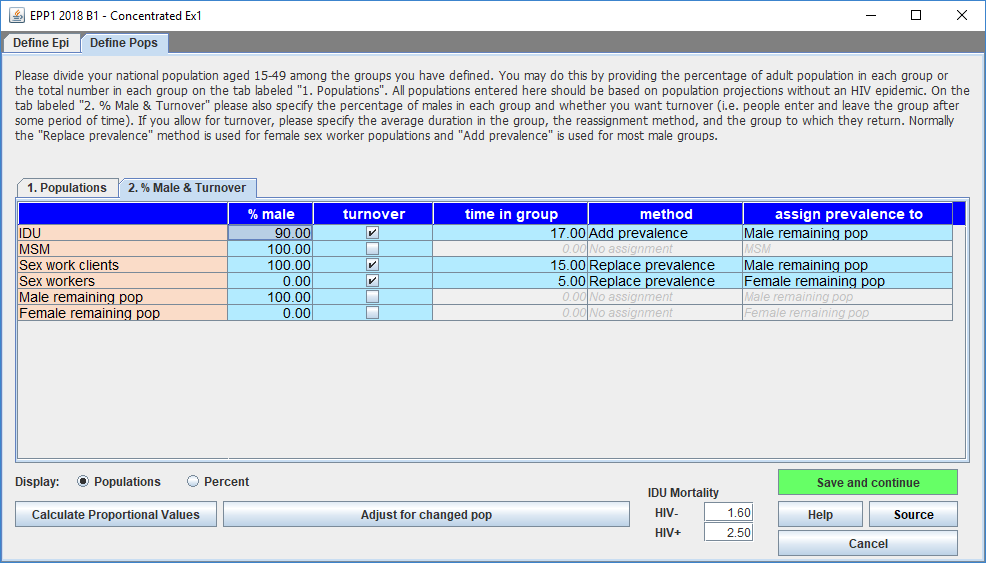 EPP1 2018 B1 - Concentrated Ex1
Define Epi Define Pops
Please divide your national population aged 15-49 among the groups you have defined. You may do this by providing the percentage of adult population in each group or
the total number in each group on the tab labeled "1. Populations". All populations entered here should be based on population projections without an HIV epidemic. On the
tab labeled "2. % Male & Turnover" please also specify the percentage of males in each group and whether you want turnover (i.e. people enter and leave the group after
some period of time). If you allow for turnover, please specify the average duration in the group, the reassignment method, and the group to which they return. Normally
the "Replace prevalence" method is used for female sex worker populations and "Add prevalence" is used for most male groups.
1. Populations 2. % Male & Turnover
% male turnover time in group method assign prevalence to
IDU 90.00 17.00 Add prevalence Male remaining pop
MSM 100.00 0.00 No assignment MSM
Sex work clients 100.00 15.00 Replace prevalence Male remaining pop
Sex workers 0.00 5.00 Replace prevalence Female remaining pop
Male remaining pop 100.00 0.00 No assignment Male remaining pop
Female remaining pop 0.00 0.00 No assignment Female remaining pop
Display: Populations Percent
Save and continue
IDU Mortality
Calculate Proportional Values Adjust for changed pop HIV- 1.60 Help Source
HIV+ 2.50
Cancel